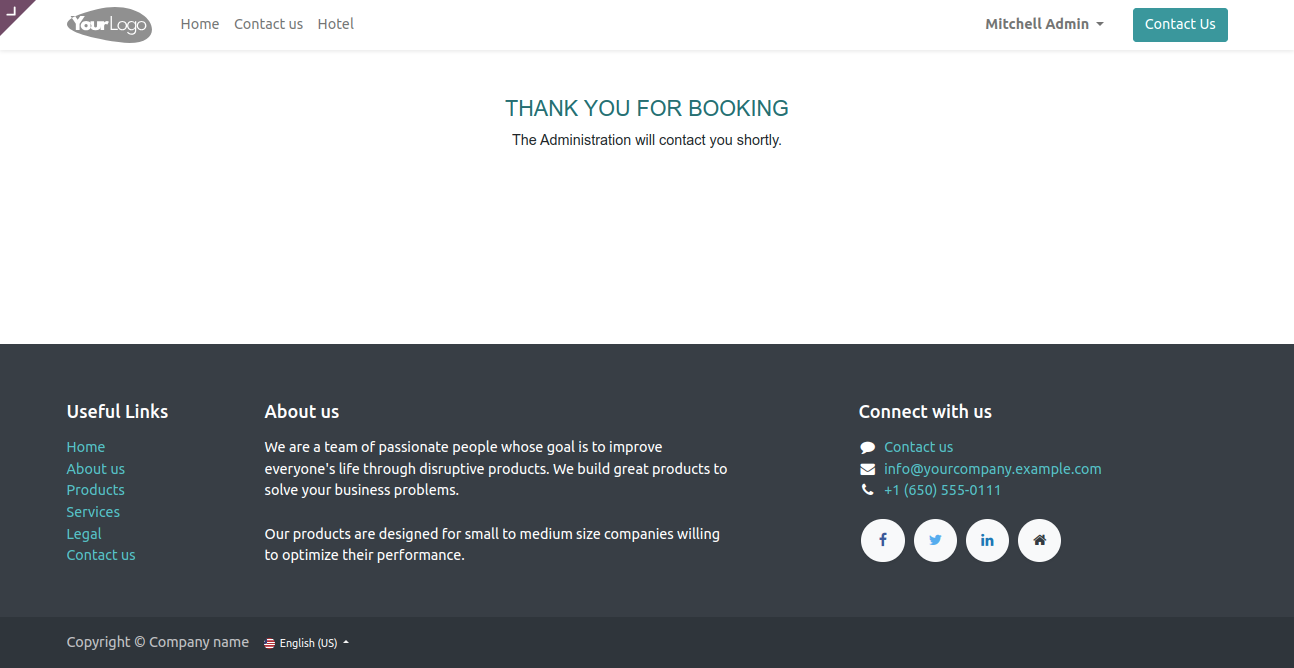 YourLogo Home Contact us Hotel Mitchell Admin Contact Us
THANK YOU FOR BOOKING
The Administration will contact you shortly.
Useful Links
Home
About us
Products
Services
Legal
Contact us
About us
We are a team of passionate people whose goal is to improve
everyone's life through disruptive products. We build great products to
solve your business problems.
Our products are designed for small to medium size companies willing
to optimize their performance.
Connect with us
Contact us
info@yourcompany.example.com
+1 (650) 555-0111
Copyright © Company name English (US)